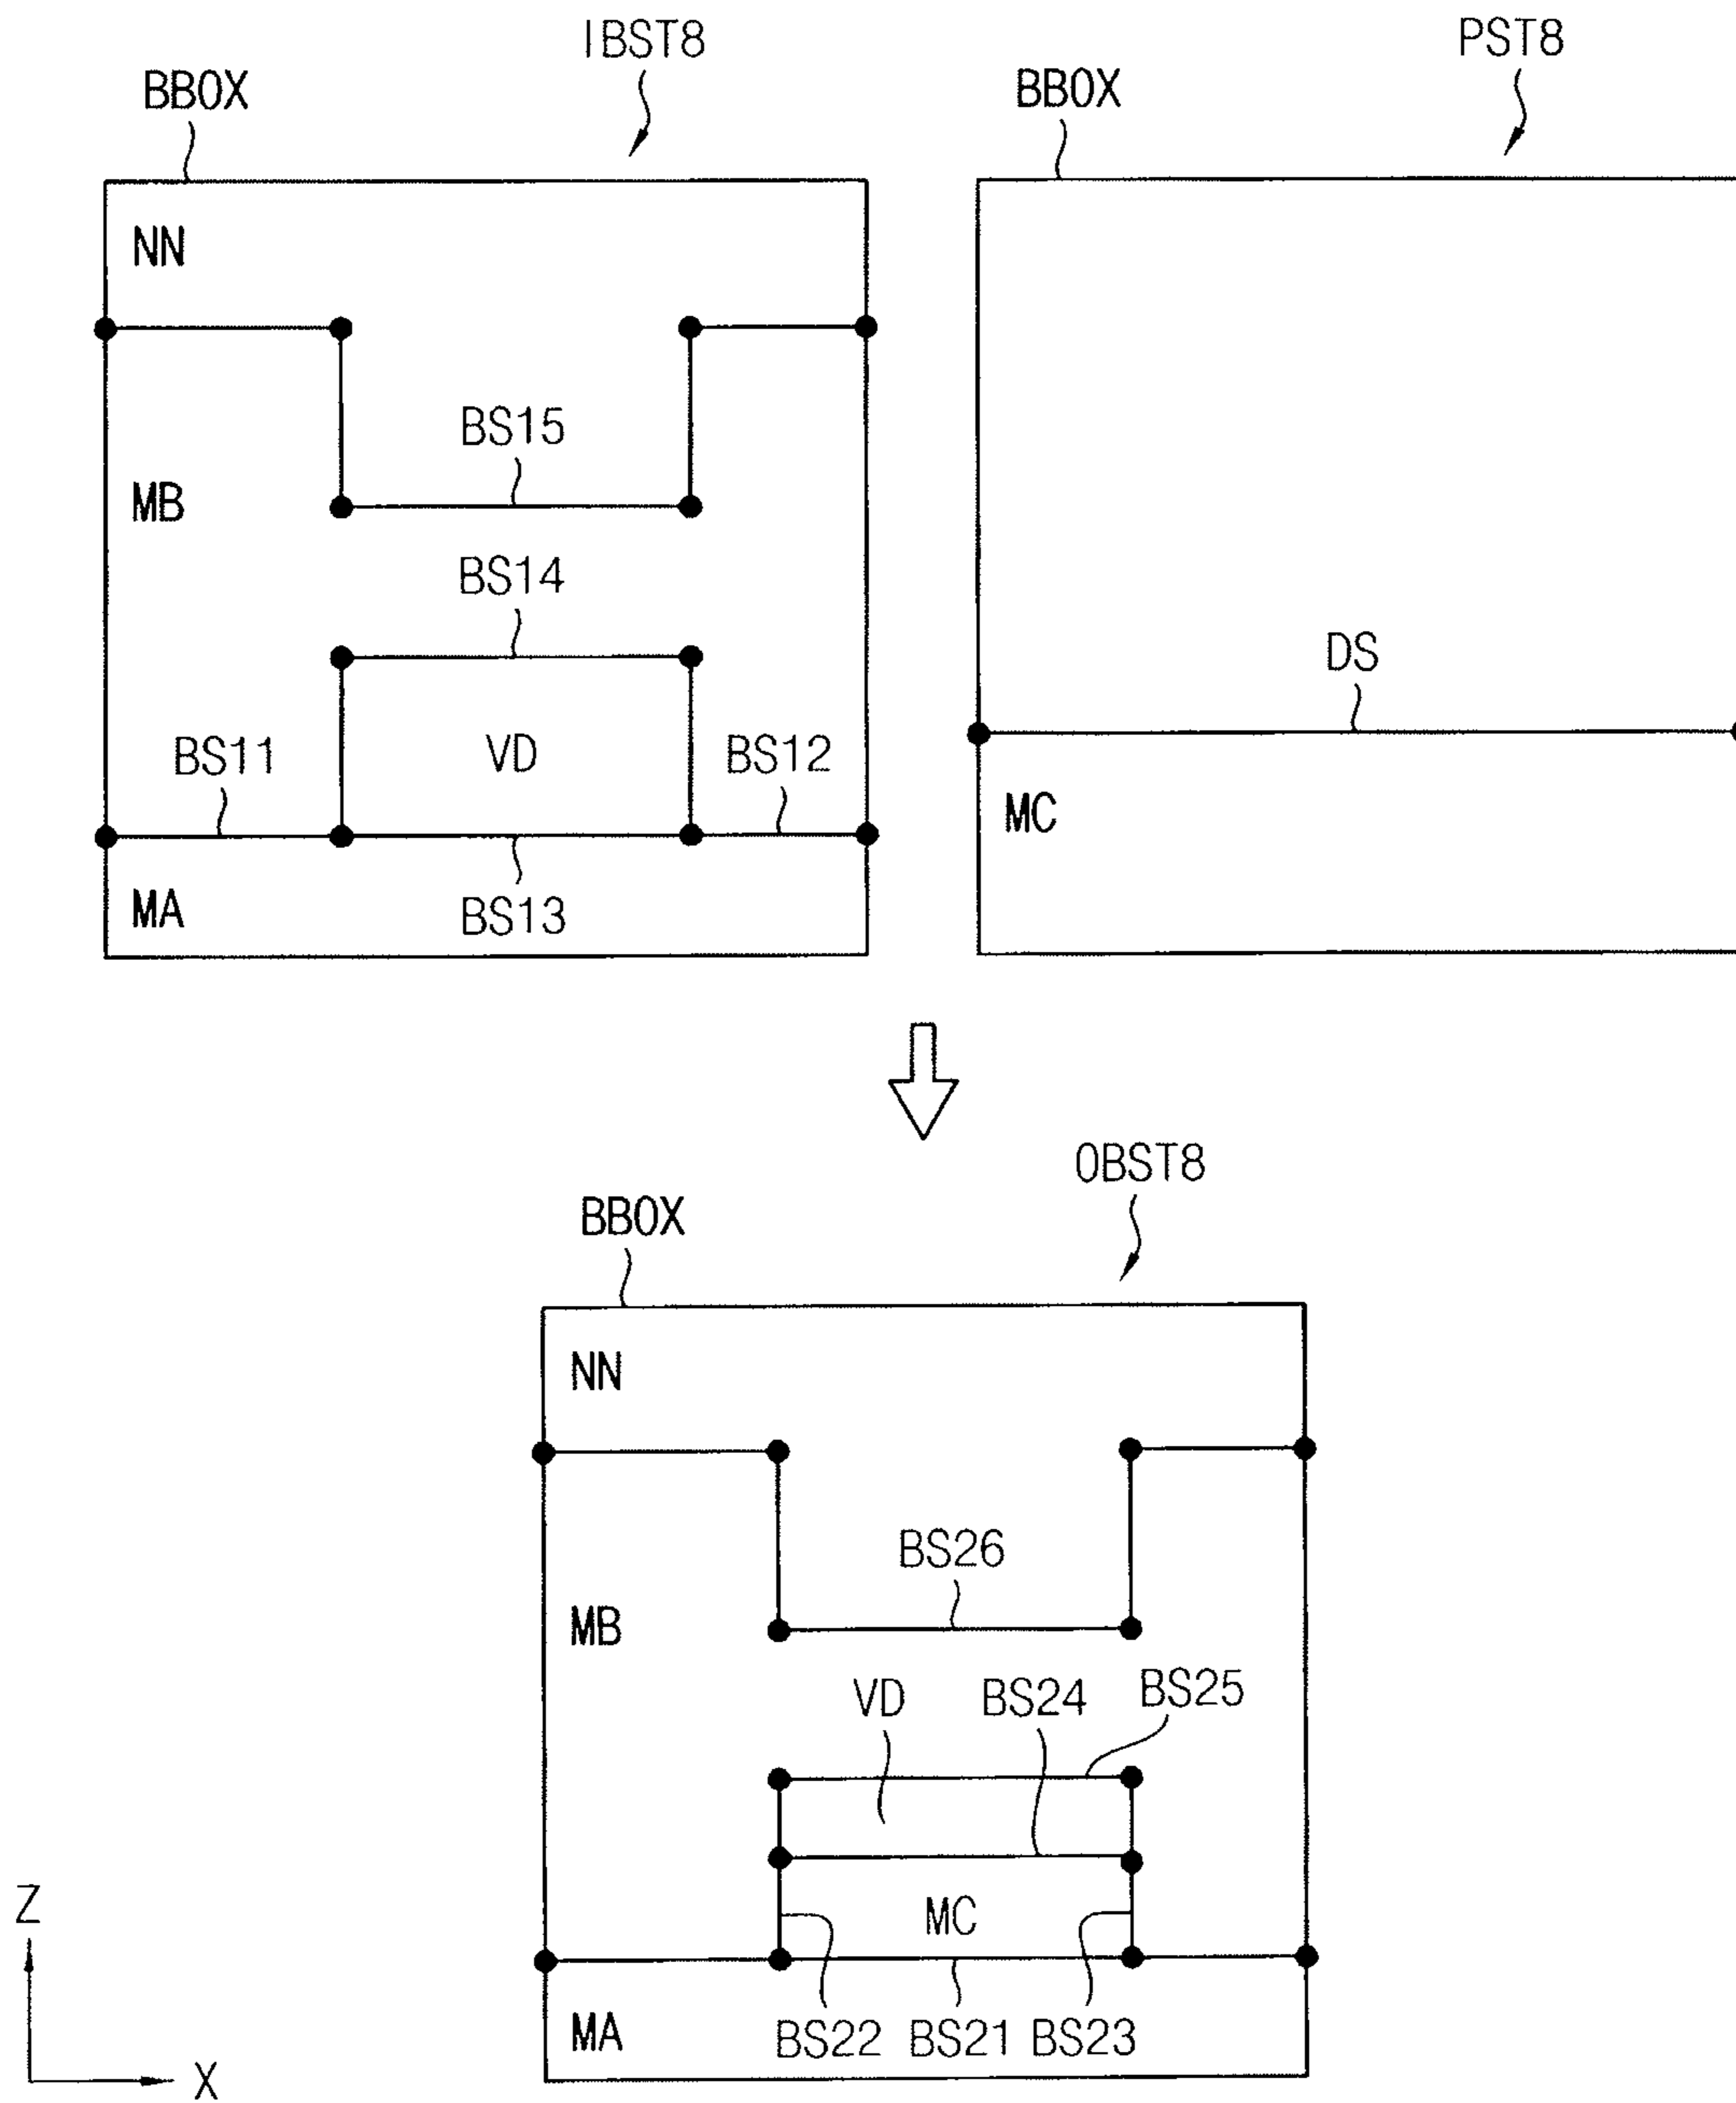 IBST8
PST8
BBOX
BBOX
NN
BS15
MB
BS14
DS
BS11
VD
BS12
MC
MA
BS13
OBST8
BBOX
NN
BS26
MB
VD
BS24
BS25
MC
Z
MA
BS22
BS21
BS23
X